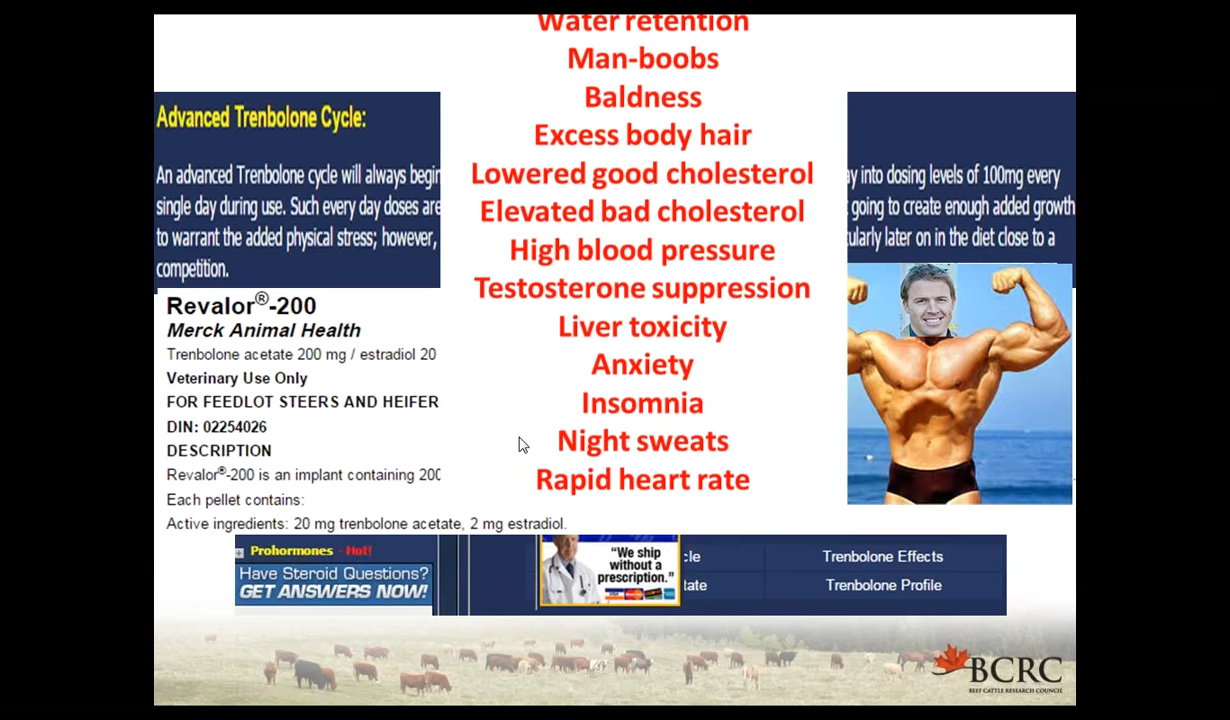 Water retention
Man-boobs
Baldness
Excess body hair
Lowered good cholesterol
Elevated bad cholesterol
High blood pressure
Testosterone suppression
Liver toxicity
Anxiety
Insomnia
Night sweats
Rapid heart rate
Advanced Trenbolone Cycle:
An advanced Trenbolone cycle will always begin
single day during use. Such every day doses are
to warrant the added physical stress; however,
competition.
ay into dosing levels of 100mg every
going to create enough added growth
cularly later on in the diet close to a
Revalor®-200
Merck Animal Health
Trenbolone acetate 200 mg / estradiol 20
Veterinary Use Only
FOR FEEDLOT STEERS AND HEIFER
DIN: 02254026
DESCRIPTION
Revalor®-200 is an implant containing 200
Each pellet contains:
Active ingredients: 20 mg trenbolone acetate, 2 mg estradiol.
Prohormones - Hot!
Have Steroid Questions?
GET ANSWERS NOW!
"We ship
without a
prescription."
cle
tate
Trenbolone Effects
Trenbolone Profile
BCRC
BEEF CATTLE RESEARCH COUNCIL